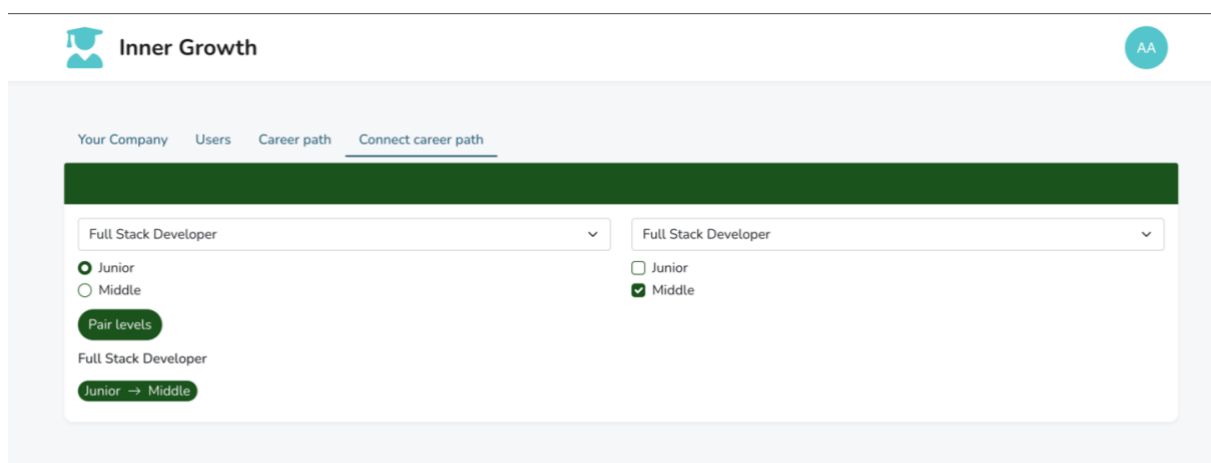 Inner Growth
AA
Your Company Users Career path Connect career path
Full Stack Developer Full Stack Developer
Junior Junior
Middle Middle
Pair levels
Full Stack Developer
Junior → Middle